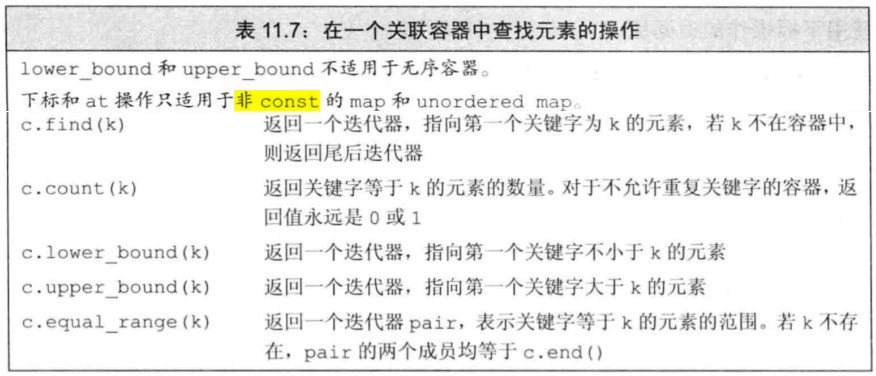 表 11.7：在一个关联容器中查找元素的操作
lower_bound 和 upper_bound 不适用于无序容器。
下标和 at 操作只适用于非 const 的 map 和 unordered map。
c.find(k) 返回一个迭代器，指向第一个关键字为 k 的元素，若 k 不在容器中，
则返回尾后迭代器
c.count(k) 返回关键字等于 k 的元素的数量。对于不允许重复关键字的容器，返
回值永远是 0 或 1
c.lower_bound(k) 返回一个迭代器，指向第一个关键字不小于 k 的元素
c.upper_bound(k) 返回一个迭代器，指向第一个关键字大于 k 的元素
c.equal_range(k) 返回一个迭代器 pair，表示关键字等于 k 的元素的范围。若 k 不存
在，pair 的两个成员均等于 c.end()